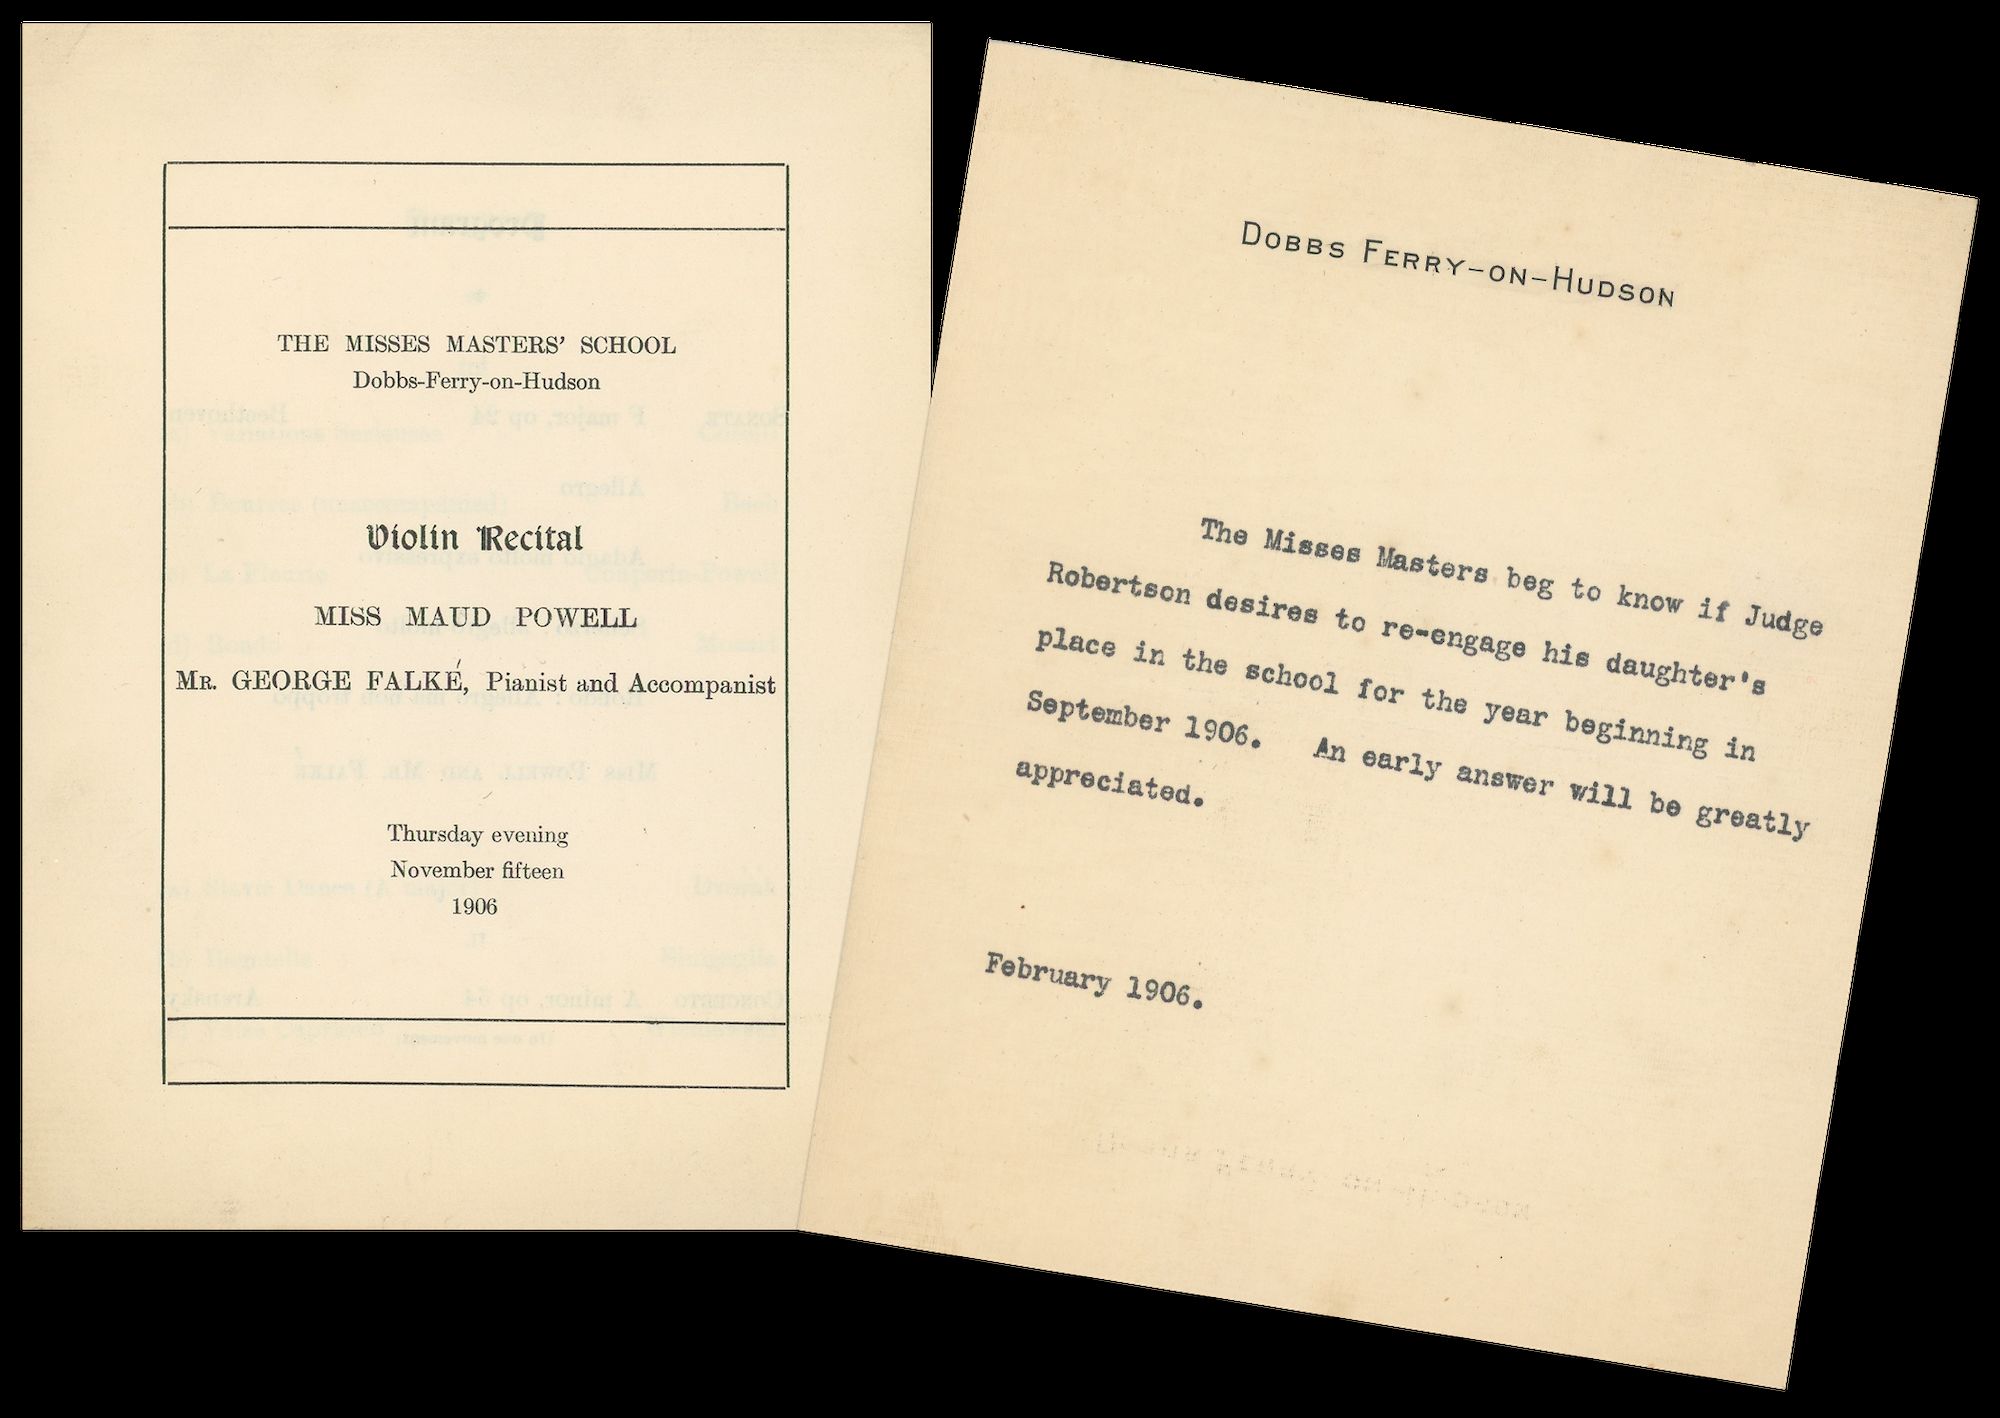 THE MISSES MASTERS' SCHOOL
Dobbs-Ferry-on-Hudson
Violin Recital
MISS MAUD POWELL
MR. GEORGE FALKÉ, Pianist and Accompanist
Thursday evening
November fifteen
1906
DOBBS FERRY-ON-HUDSON
The Misses Masters beg to know if Judge
Robertson desires to re-engage his daughter's
place in the school for the year beginning in
September 1906. An early answer will be greatly
appreciated.
February 1906.